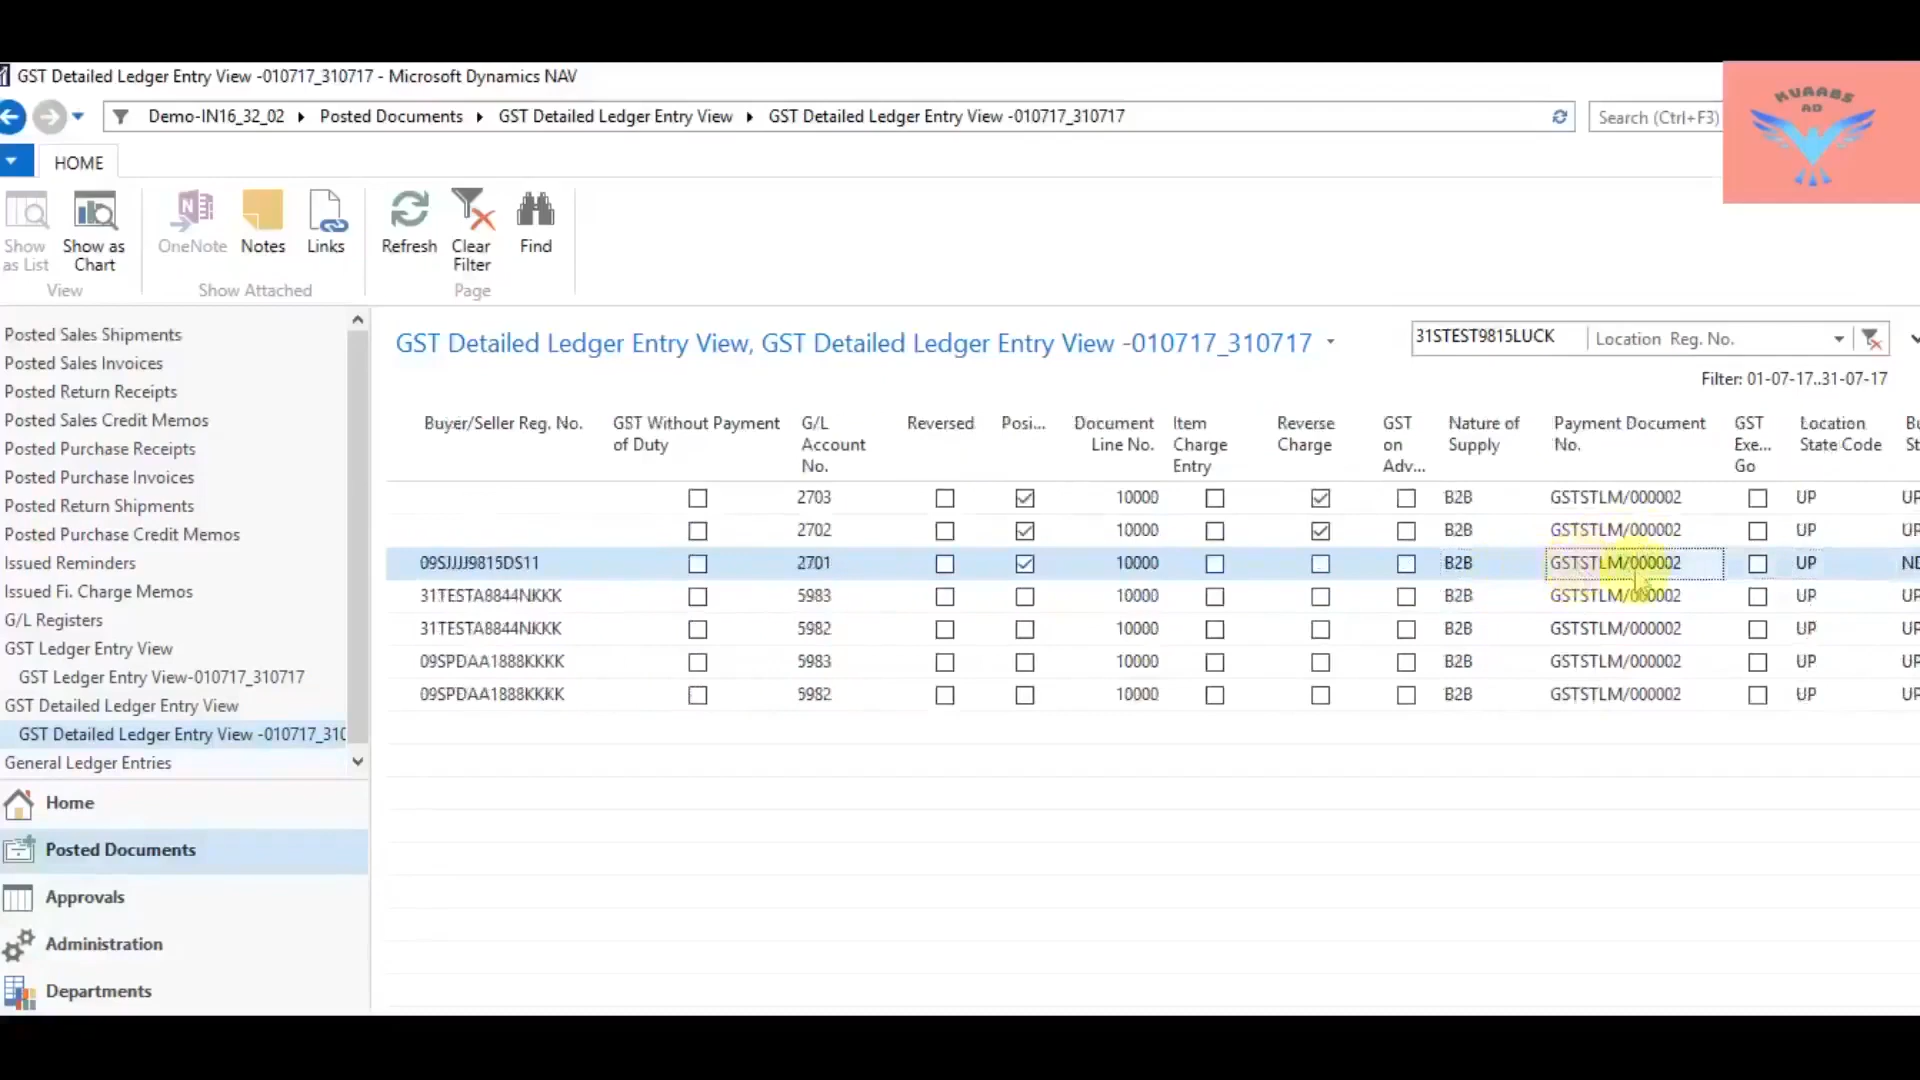 GST Detailed Ledger Entry View -010717_310717 - Microsoft Dynamics NAV
Demo-IN16_32_02 Posted Documents GST Detailed Ledger Entry View GST Detailed Ledger Entry View -010717_310717
Search (Ctrl+F3)
KVAABS
AD
HOME
Show as List
Show as Chart
OneNote
Notes
Links
Refresh
Clear Filter
Find
View
Show Attached
Page
Posted Sales Shipments
Posted Sales Invoices
Posted Return Receipts
Posted Sales Credit Memos
Posted Purchase Receipts
Posted Purchase Invoices
Posted Return Shipments
Posted Purchase Credit Memos
Issued Reminders
Issued Fi. Charge Memos
G/L Registers
GST Ledger Entry View
GST Ledger Entry View-010717_310717
GST Detailed Ledger Entry View
GST Detailed Ledger Entry View -010717_310
General Ledger Entries
Home
Posted Documents
Approvals
Administration
Departments
GST Detailed Ledger Entry View, GST Detailed Ledger Entry View -010717_310717
31STEST9815LUCK Location Reg. No.
Filter: 01-07-17..31-07-17
Buyer/Seller Reg. No. GST Without Payment of Duty G/L Account No. Reversed Posi... Document Line No. Item Charge Entry Reverse Charge GST on Adv... Nature of Supply Payment Document No. GST Exe... Go Location State Code
2703 10000 B2B GSTSTLM/000002 UP
2702 10000 B2B GSTSTLM/000002 UP
09SJJJJ9815DS11 2701 10000 B2B GSTSTLM/000002 UP
31TESTA8844NKKK 5983 10000 B2B GSTSTLM/000002 UP
31TESTA8844NKKK 5982 10000 B2B GSTSTLM/000002 UP
09SPDAA1888KKKK 5983 10000 B2B GSTSTLM/000002 UP
09SPDAA1888KKKK 5982 10000 B2B GSTSTLM/000002 UP